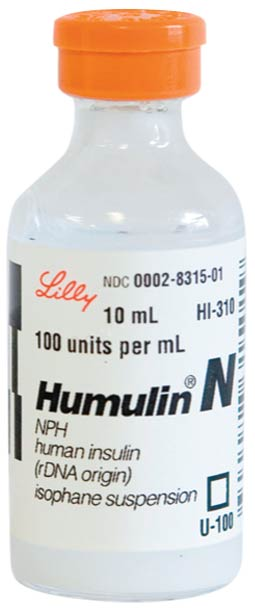 Lilly
NDC 0002-8315-01
10 mL HI-310
100 units per mL
Humulin® N
NPH
human insulin
(rDNA origin)
isophane suspension
U-100